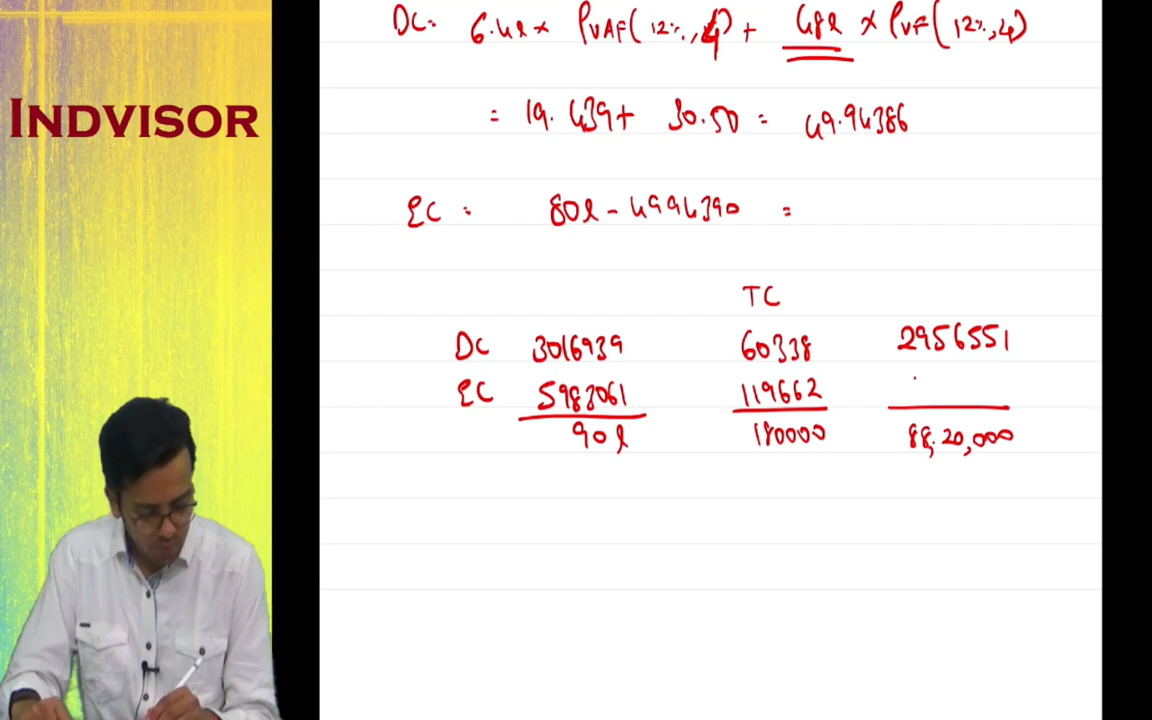 INDVISOR
DC= 6.4l × PVAF(12%,4) + 48l × PVF(12%,4)
= 19.439+ 30.50 = 49.94386
EC = 80l - 4994390 =
TC
DC 3016939 60338 2956551
EC 5983061 119662
90l 180000 88,20,000